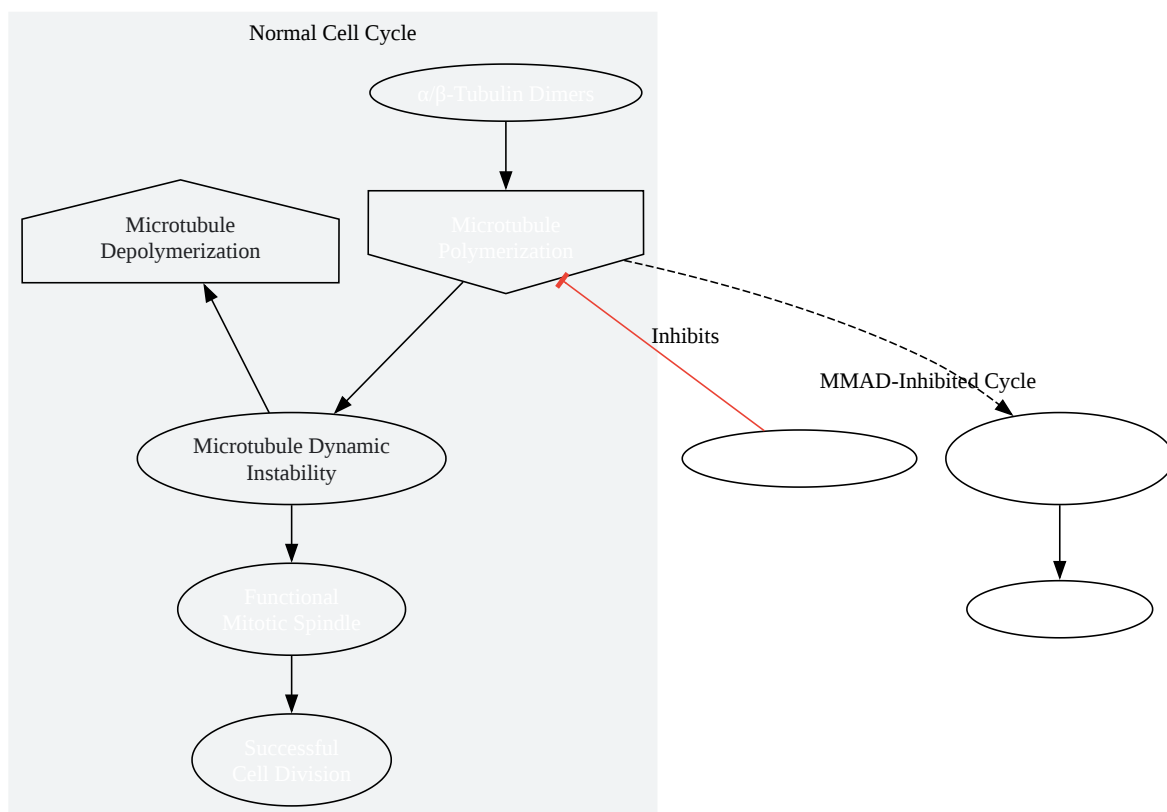 Normal Cell Cycle
α/β-Tubulin Dimers
Microtubule
Polymerization
Microtubule
Depolymerization
Inhibits
MMAD-Inhibited Cycle
Microtubule Dynamic
Instability
Functional
Mitotic Spindle
Successful
Cell Division